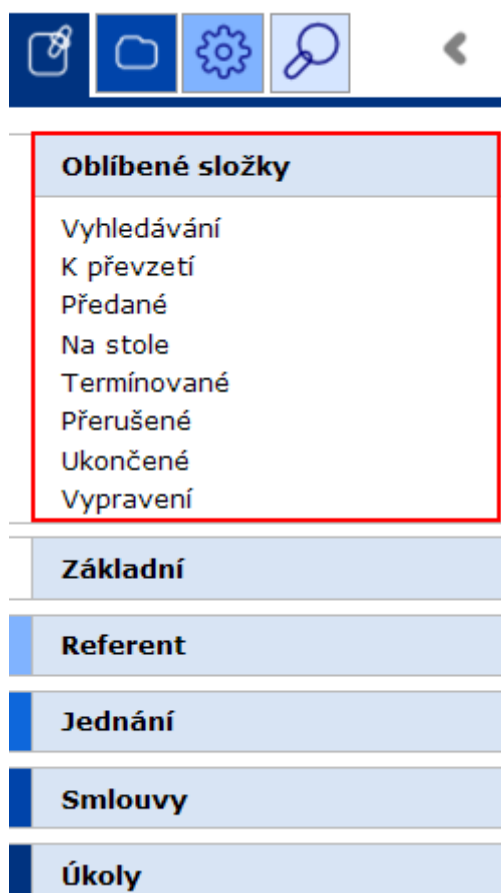 Oblíbené složky
Vyhledávání
K převzetí
Předané
Na stole
Termínované
Přerušené
Ukončené
Vypravení
Základní
Referent
Jednání
Smlouvy
Úkoly